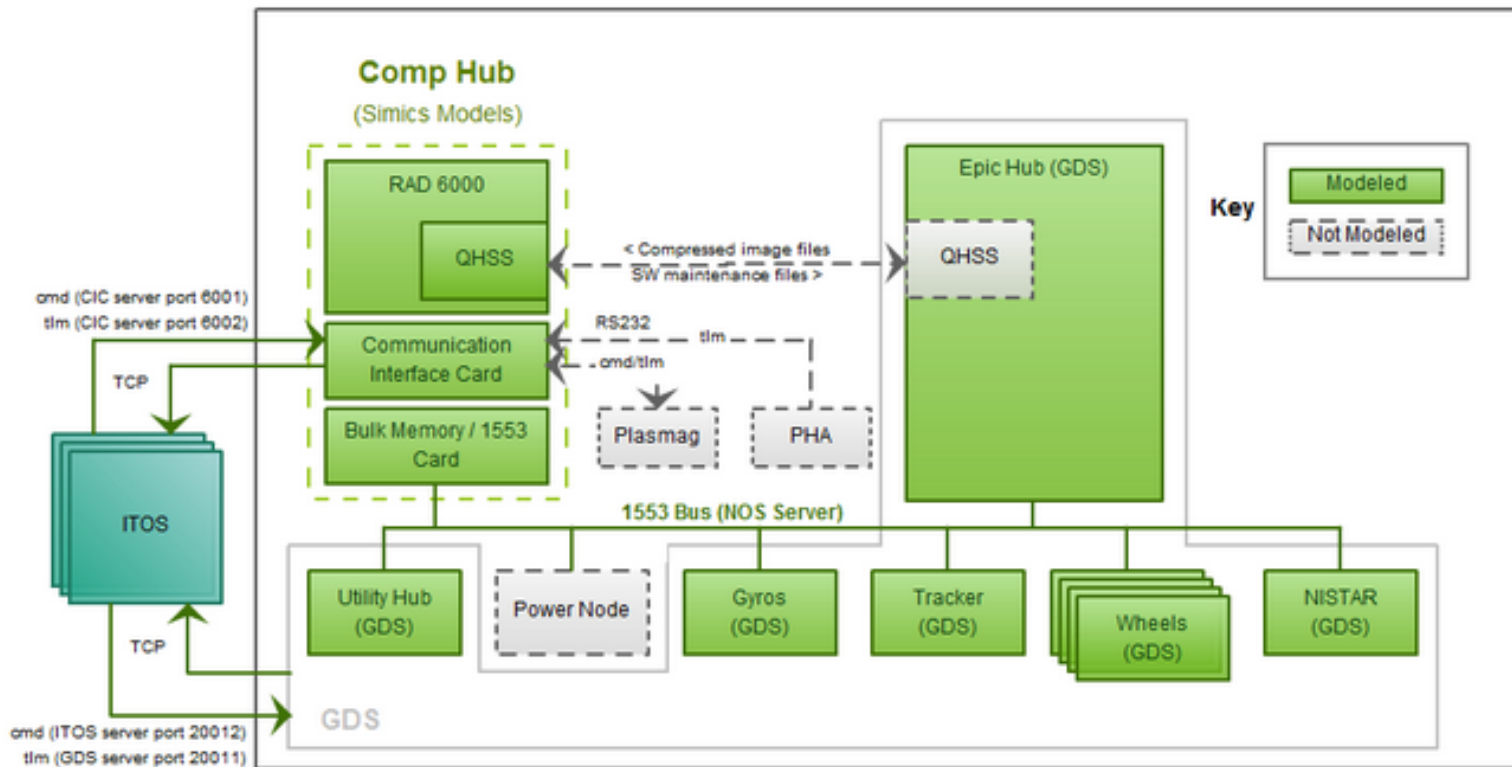 Comp Hub
(Simics Models)
RAD 6000
QHSS
Epic Hub (GDS)
QHSS
Key
Modeled
Not Modeled
< Compressed image files
SW maintenance files >
cmd (CIC server port 6001)
tlm (CIC server port 6002)
TCP
Communication
Interface Card
RS232
tlm
cmd/tlm
Bulk Memory / 1553
Card
Plasmag
PHA
ITOS
1553 Bus (NOS Server)
Utility Hub
(GDS)
Power Node
Gyros
(GDS)
Tracker
(GDS)
Wheels
(GDS)
NISTAR
(GDS)
TCP
GDS
cmd (ITOS server port 20012)
tlm (GDS server port 20011)